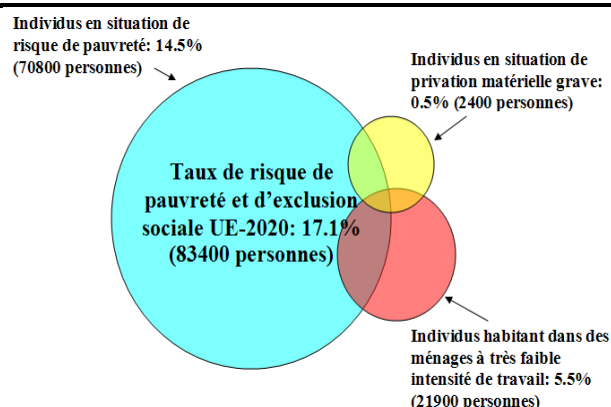 Individus en situation de
risque de pauvreté: 14.5%
(70800 personnes)
Individus en situation de
privation matérielle grave:
0.5% (2400 personnes)
Taux de risque de
pauvreté et d’exclusion
sociale UE-2020: 17.1%
(83400 personnes)
Individus habitant dans des
ménages à très faible
intensité de travail: 5.5%
(21900 personnes)